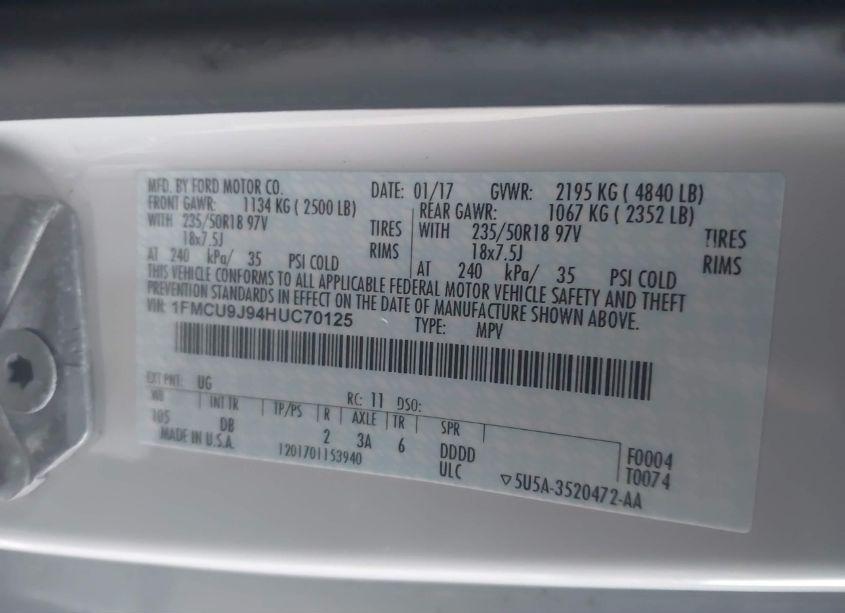 MFD. BY FORD MOTOR CO. DATE: 01/17 GVWR: 2195 KG ( 4840 LB)
FRONT GAWR: 1134 KG ( 2500 LB) REAR GAWR: 1067 KG ( 2352 LB)
WITH 235/50R18 97V TIRES WITH 235/50R18 97V TIRES
18x7.5J RIMS 18x7.5J RIMS
AT 240 kPa/ 35 PSI COLD AT 240 kPa/ 35 PSI COLD
THIS VEHICLE CONFORMS TO ALL APPLICABLE FEDERAL MOTOR VEHICLE SAFETY AND THEFT
PREVENTION STANDARDS IN EFFECT ON THE DATE OF MANUFACTURE SHOWN ABOVE.
VIN: 1FMCU9J94HUC70125 TYPE: MPV
EXT PNT: UG RC: 11 DSO:
WB INT TR TP/PS R AXLE TR SPR
105 DB 2 3A 6 DDDD F0004
MADE IN U.S.A. 1201701153940 ULC T0074
▽5U5A-3520472-AA